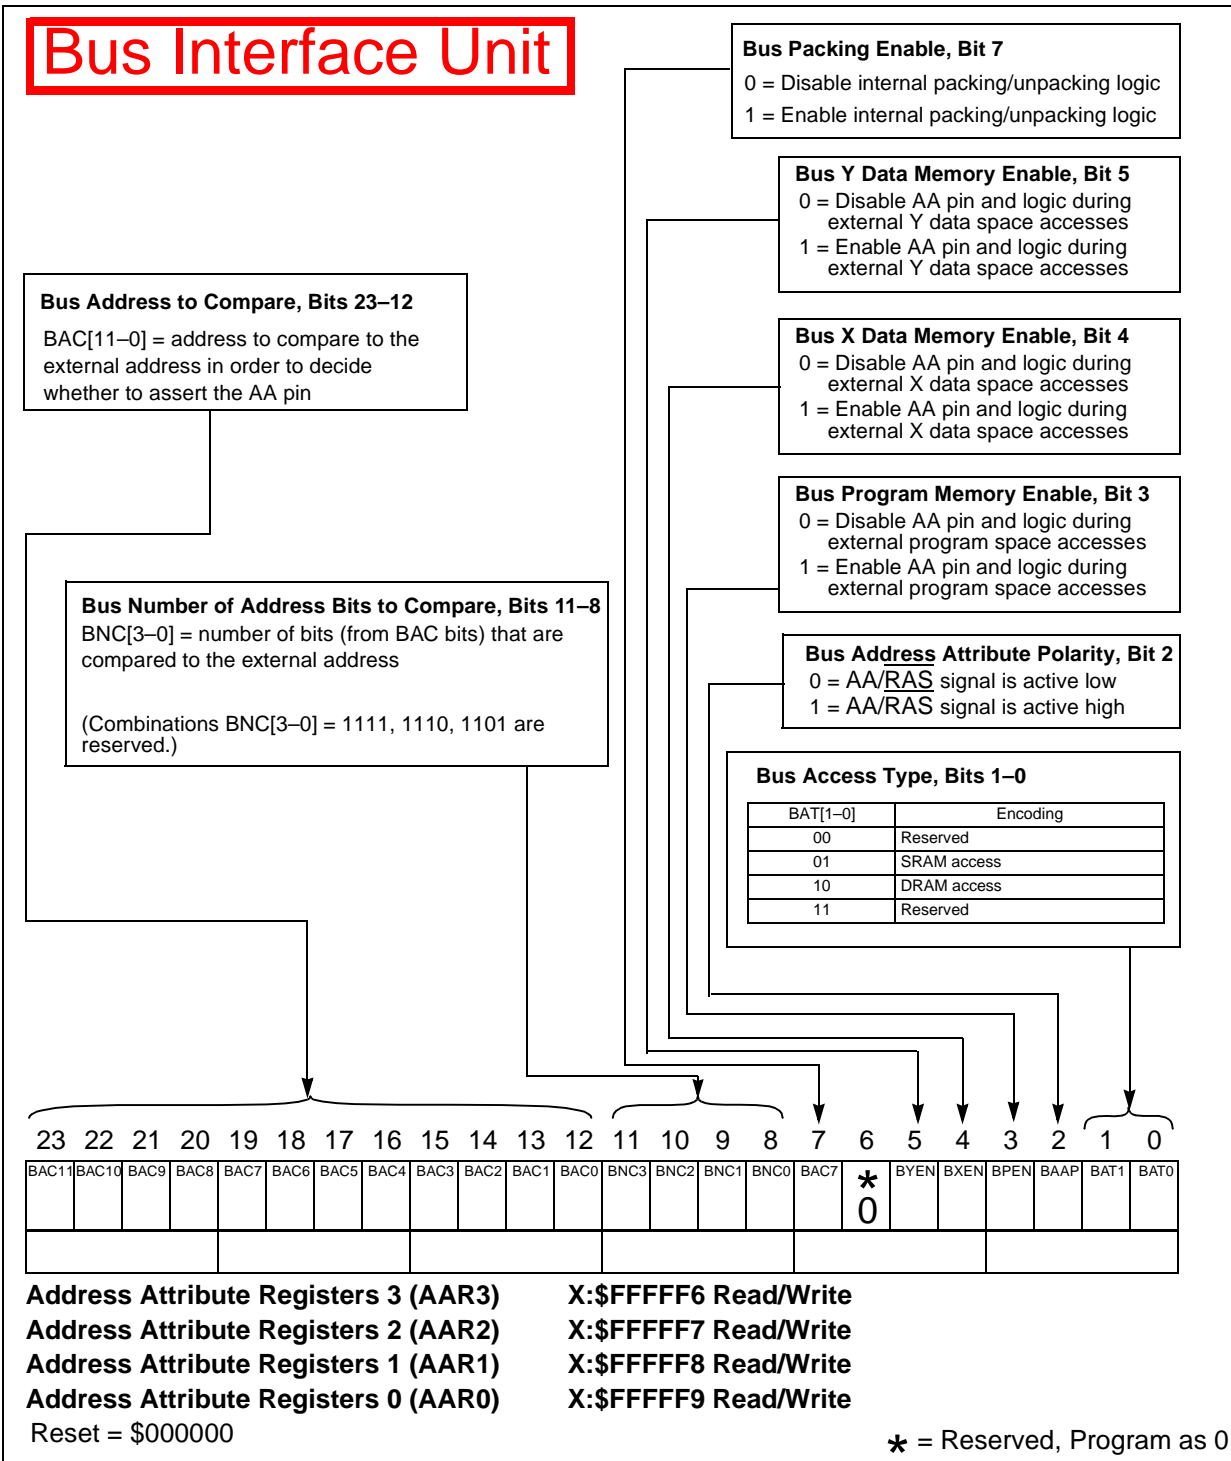 Bus Interface Unit
Bus Packing Enable, Bit 7
0 = Disable internal packing/unpacking logic
1 = Enable internal packing/unpacking logic
Bus Y Data Memory Enable, Bit 5
0 = Disable AA pin and logic during
external Y data space accesses
1 = Enable AA pin and logic during
external Y data space accesses
Bus Address to Compare, Bits 23–12
BAC[11–0] = address to compare to the
external address in order to decide
whether to assert the AA pin
Bus X Data Memory Enable, Bit 4
0 = Disable AA pin and logic during
external X data space accesses
1 = Enable AA pin and logic during
external X data space accesses
Bus Program Memory Enable, Bit 3
0 = Disable AA pin and logic during
external program space accesses
1 = Enable AA pin and logic during
external program space accesses
Bus Number of Address Bits to Compare, Bits 11–8
BNC[3–0] = number of bits (from BAC bits) that are
compared to the external address
(Combinations BNC[3–0] = 1111, 1110, 1101 are
reserved.)
Bus Address Attribute Polarity, Bit 2
0 = AA/RAS signal is active low
1 = AA/RAS signal is active high
Bus Access Type, Bits 1–0
BAT[1–0] Encoding
00 Reserved
01 SRAM access
10 DRAM access
11 Reserved
23 22 21 20 19 18 17 16 15 14 13 12 11 10 9 8 7 6 5 4 3 2 1 0
BAC11 BAC10 BAC9 BAC8 BAC7 BAC6 BAC5 BAC4 BAC3 BAC2 BAC1 BAC0 BNC3 BNC2 BNC1 BNC0 BAC7 * BYEN BXEN BPEN BAAP BAT1 BAT0
0
Address Attribute Registers 3 (AAR3) X:$FFFFF6 Read/Write
Address Attribute Registers 2 (AAR2) X:$FFFFF7 Read/Write
Address Attribute Registers 1 (AAR1) X:$FFFFF8 Read/Write
Address Attribute Registers 0 (AAR0) X:$FFFFF9 Read/Write
Reset = $000000
* = Reserved, Program as 0